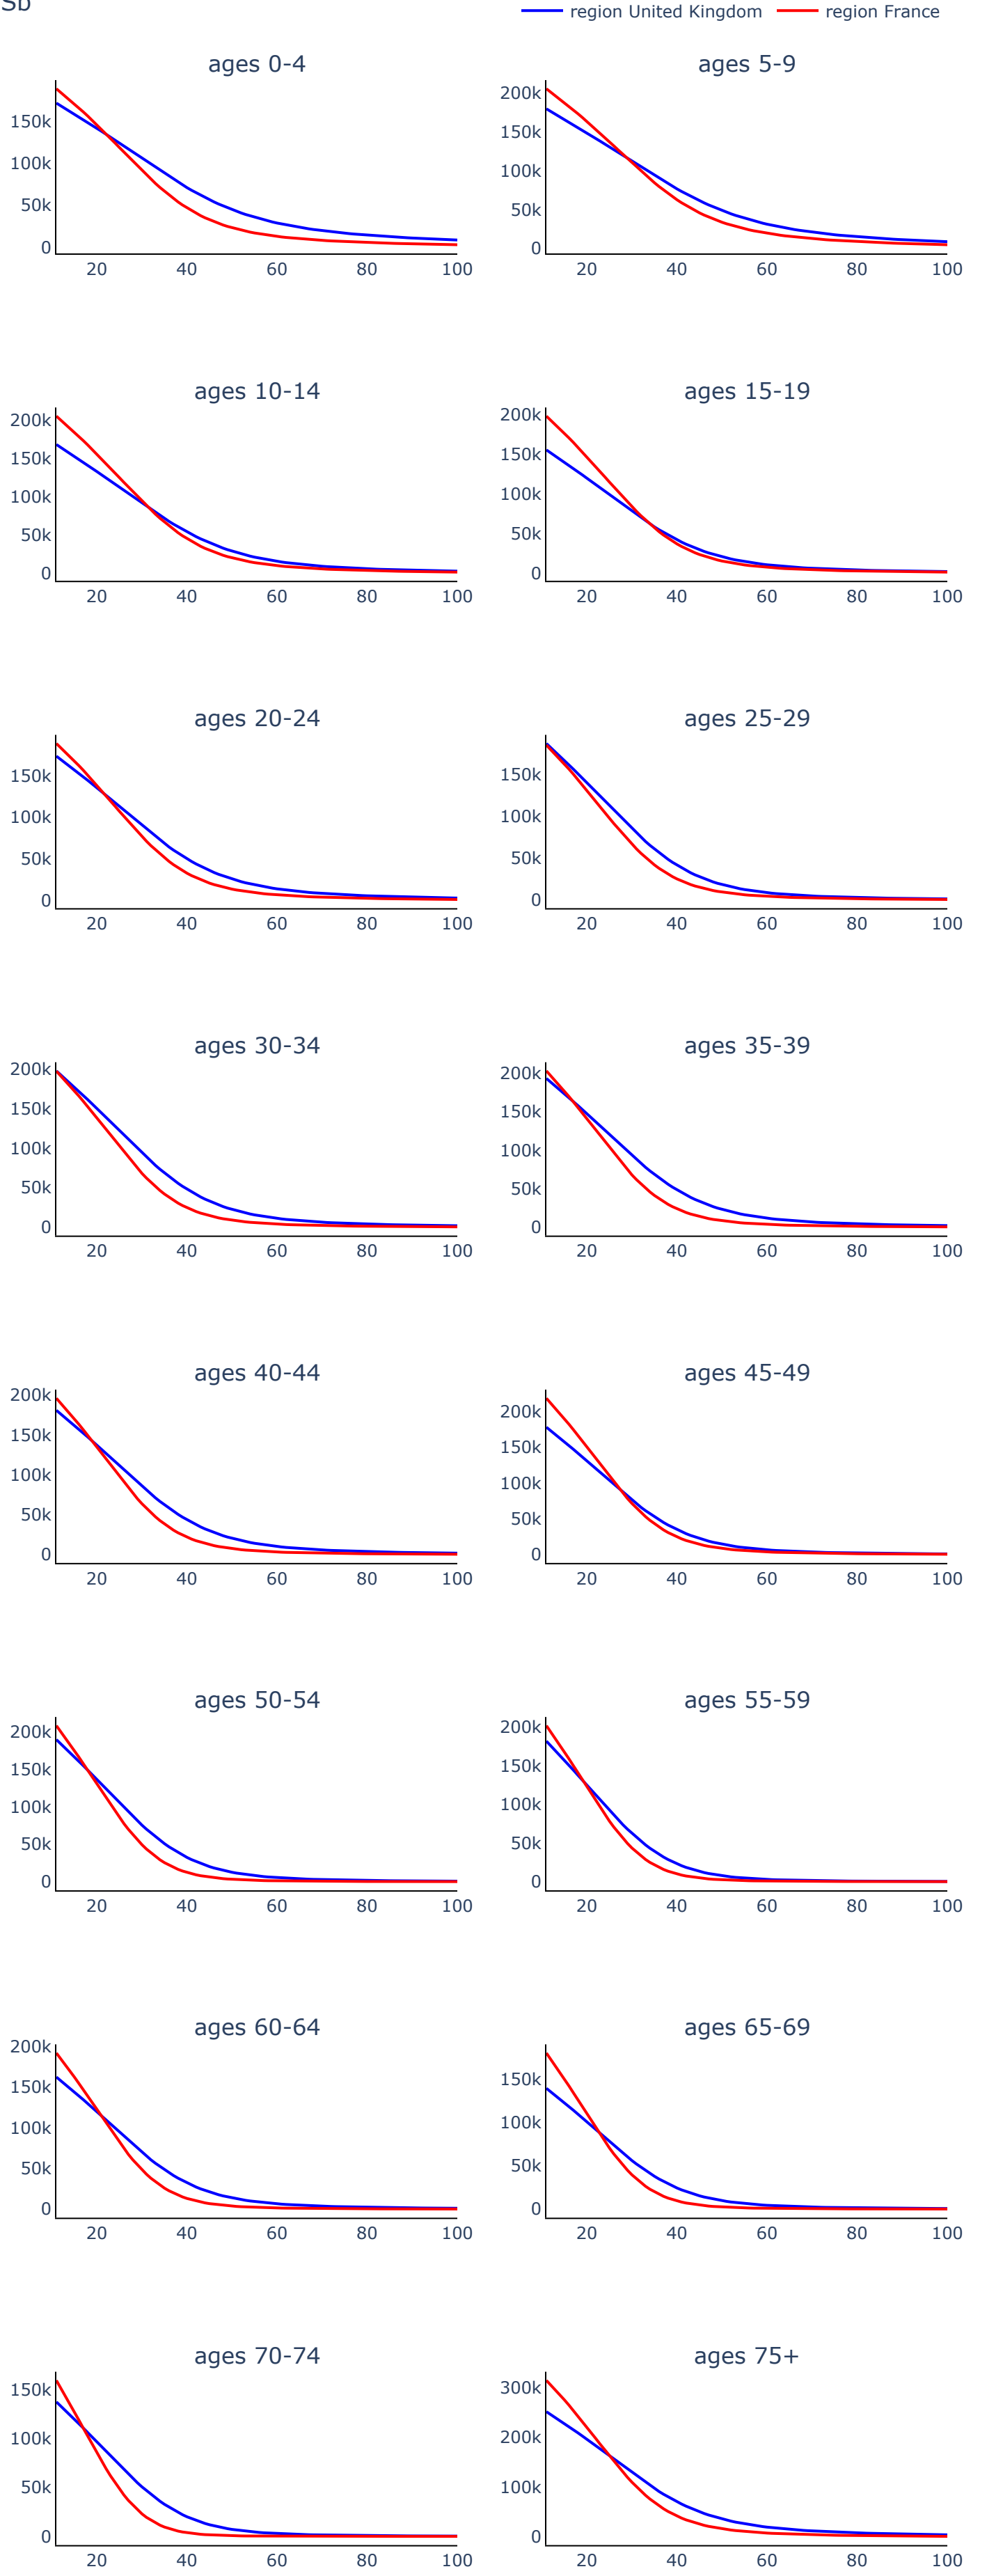 Sb
region United Kingdom region France
ages 0-4 ages 5-9
150k 200k
100k 150k
50k 100k
0 50k
0
20 40 60 80 100 20 40 60 80 100
ages 10-14 ages 15-19
200k 200k
150k 150k
100k 100k
50k 50k
0 0
20 40 60 80 100 20 40 60 80 100
ages 20-24 ages 25-29
150k 150k
100k 100k
50k 50k
0 0
20 40 60 80 100 20 40 60 80 100
ages 30-34 ages 35-39
200k 200k
150k 150k
100k 100k
50k 50k
0 0
20 40 60 80 100 20 40 60 80 100
ages 40-44 ages 45-49
200k 200k
150k 150k
100k 100k
50k 50k
0 0
20 40 60 80 100 20 40 60 80 100
ages 50-54 ages 55-59
200k 200k
150k 150k
100k 100k
50k 50k
0 0
20 40 60 80 100 20 40 60 80 100
ages 60-64 ages 65-69
200k 150k
150k 100k
100k 50k
50k 0
0
20 40 60 80 100 20 40 60 80 100
ages 70-74 ages 75+
150k 300k
100k 200k
50k 100k
0 0
20 40 60 80 100 20 40 60 80 100